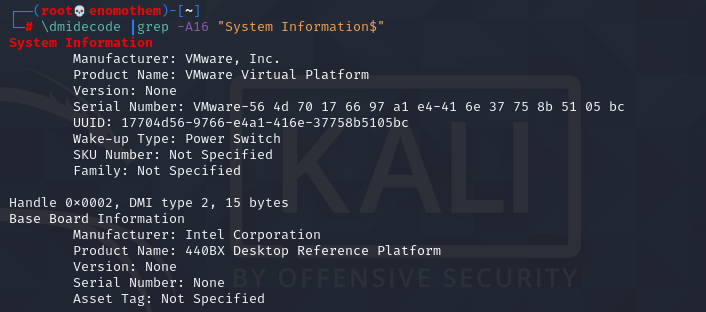 ┌──(root💀enomothem)-[~]
└─# \dmidecode |grep -A16 "System Information$"
System Information
        Manufacturer: VMware, Inc.
        Product Name: VMware Virtual Platform
        Version: None
        Serial Number: VMware-56 4d 70 17 66 97 a1 e4-41 6e 37 75 8b 51 05 bc
        UUID: 17704d56-9766-e4a1-416e-37758b5105bc
        Wake-up Type: Power Switch
        SKU Number: Not Specified
        Family: Not Specified

Handle 0x0002, DMI type 2, 15 bytes
Base Board Information
        Manufacturer: Intel Corporation
        Product Name: 440BX Desktop Reference Platform
        Version: None
        Serial Number: None
        Asset Tag: Not Specified
KALI
BY OFFENSIVE SECURITY